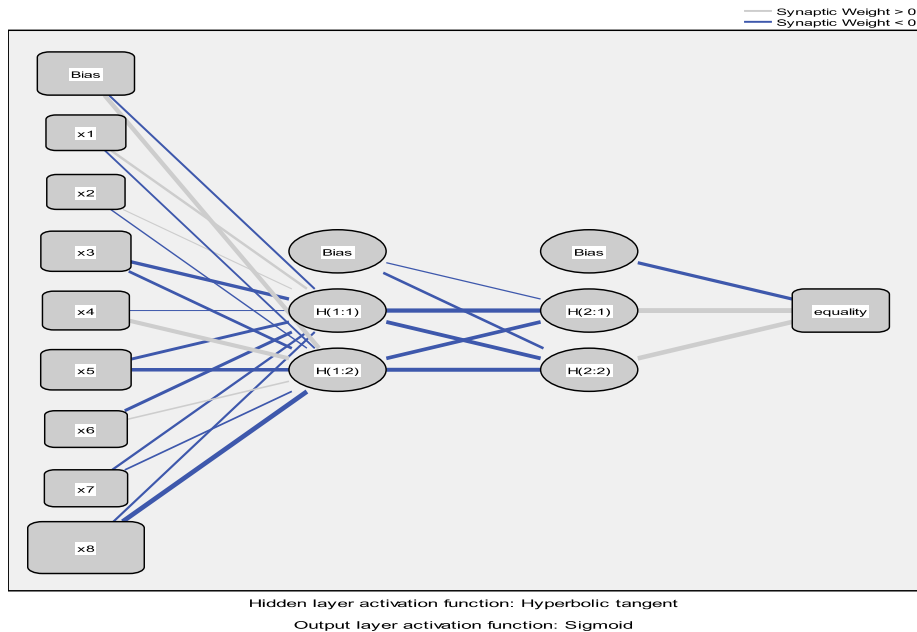 Synaptic Weight > 0
Synaptic Weight < 0
Bias
x1
x2
x3
x4
x5
x6
x7
x8
Bias
H(1:1)
H(1:2)
Bias
H(2:1)
H(2:2)
equality
Hidden layer activation function: Hyperbolic tangent
Output layer activation function: Sigmoid